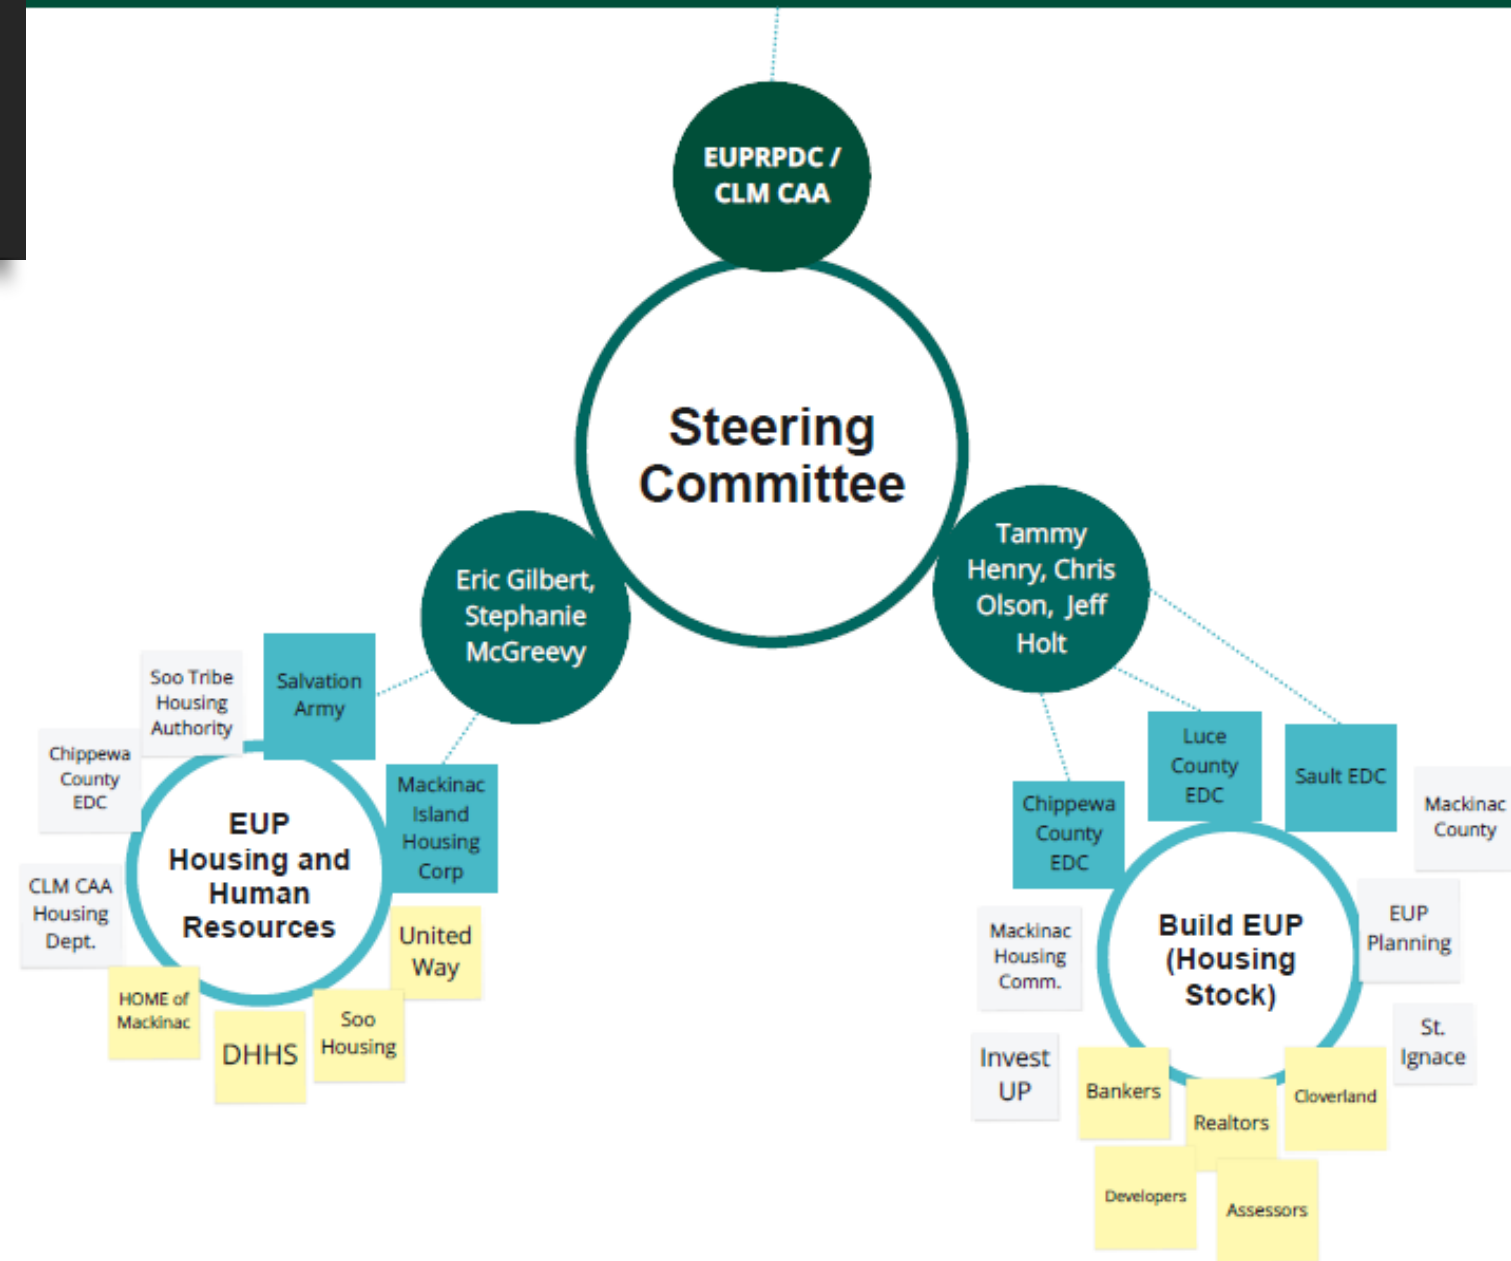 EUPRPDC /
CLM CAA
Steering
Committee
Eric Gilbert,
Stephanie
McGreevy
Tammy
Henry, Chris
Olson, Jeff
Holt
Soo Tribe
Housing
Authority
Salvation
Army
Chippewa
County
EDC
Mackinac
Island
Housing
Corp
EUP
Housing and
Human
Resources
CLM CAA
Housing
Dept.
United
Way
HOME of
Mackinac
DHHS
Soo
Housing
Luce
County
EDC
Sault EDC
Chippewa
County
EDC
Mackinac
County
Mackinac
Housing
Comm.
Build EUP
(Housing
Stock)
EUP
Planning
Invest
UP
St.
Ignace
Bankers
Realtors
Cloverland
Developers
Assessors